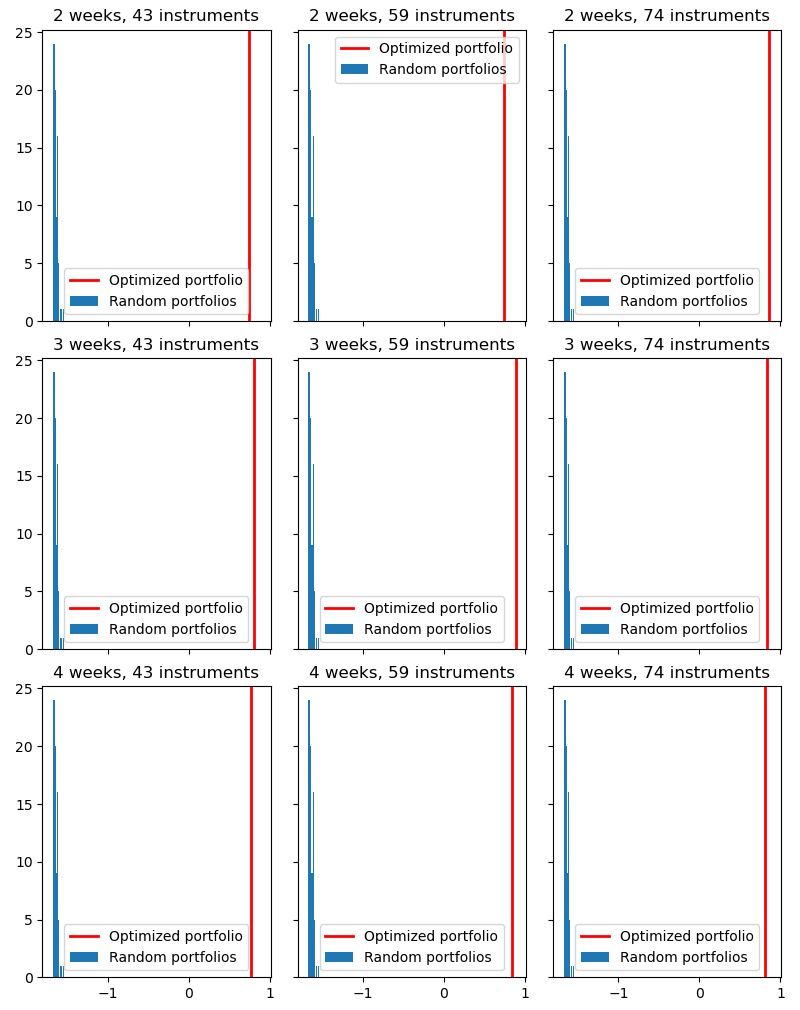 2 weeks, 43 instruments
2 weeks, 59 instruments
2 weeks, 74 instruments
25
20
15
10
5
0
Optimized portfolio
Random portfolios
Optimized portfolio
Random portfolios
Optimized portfolio
Random portfolios
3 weeks, 43 instruments
3 weeks, 59 instruments
3 weeks, 74 instruments
25
20
15
10
5
0
Optimized portfolio
Random portfolios
Optimized portfolio
Random portfolios
Optimized portfolio
Random portfolios
4 weeks, 43 instruments
4 weeks, 59 instruments
4 weeks, 74 instruments
25
20
15
10
5
0
Optimized portfolio
Random portfolios
Optimized portfolio
Random portfolios
Optimized portfolio
Random portfolios
−1 0 1
−1 0 1
−1 0 1